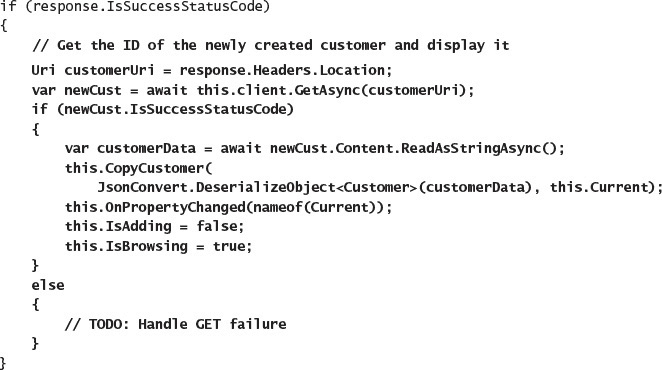 if (response.IsSuccessStatusCode)
{
    // Get the ID of the newly created customer and display it
    Uri customerUri = response.Headers.Location;
    var newCust = await this.client.GetAsync(customerUri);
    if (newCust.IsSuccessStatusCode)
    {
        var customerData = await newCust.Content.ReadAsStringAsync();
        this.CopyCustomer(
            JsonConvert.DeserializeObject<Customer>(customerData), this.Current);
        this.OnPropertyChanged(nameof(Current));
        this.IsAdding = false;
        this.IsBrowsing = true;
    }
    else
    {
        // TODO: Handle GET failure
    }
}